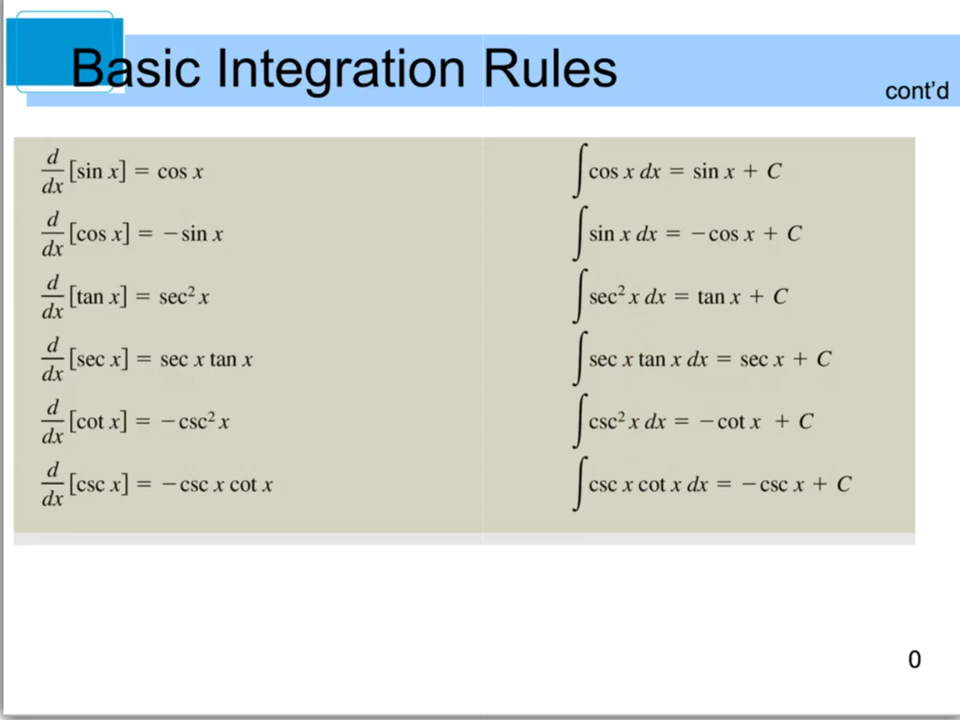 Basic Integration Rules
cont'd
d/dx [sin x] = cos x
∫ cos x dx = sin x + C
d/dx [cos x] = −sin x
∫ sin x dx = −cos x + C
d/dx [tan x] = sec² x
∫ sec² x dx = tan x + C
d/dx [sec x] = sec x tan x
∫ sec x tan x dx = sec x + C
d/dx [cot x] = −csc² x
∫ csc² x dx = −cot x + C
d/dx [csc x] = −csc x cot x
∫ csc x cot x dx = −csc x + C
0